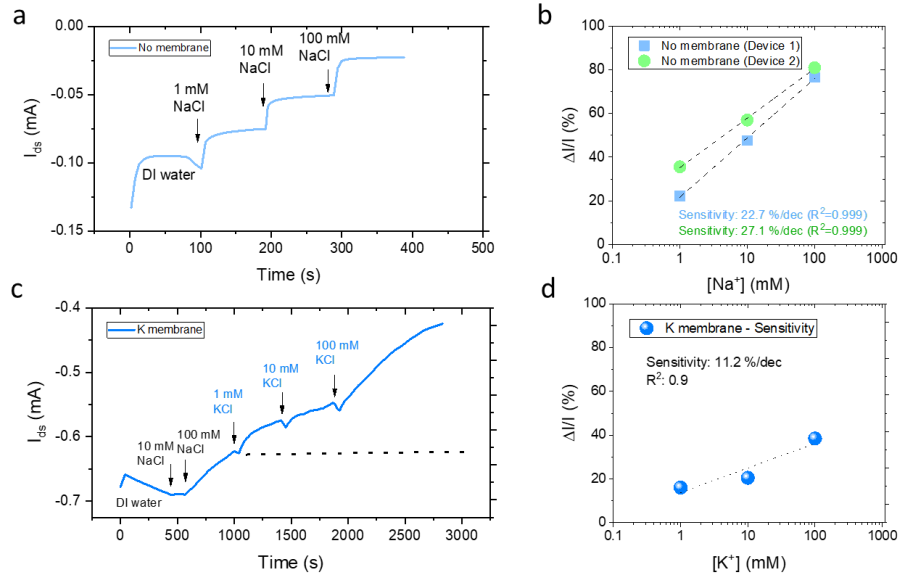 a
No membrane
0.00
-0.05
-0.10
-0.15
I_ds (mA)
1 mM
NaCl
10 mM
NaCl
100 mM
NaCl
DI water
0
100
200
300
400
500
Time (s)
b
No membrane (Device 1)
No membrane (Device 2)
100
80
60
40
20
0
ΔI/I (%)
Sensitivity: 22.7 %/dec (R²=0.999)
Sensitivity: 27.1 %/dec (R²=0.999)
0.1
1
10
100
1000
[Na⁺] (mM)
c
K membrane
-0.4
-0.5
-0.6
-0.7
I_ds (mA)
DI water
10 mM
NaCl
100 mM
NaCl
1 mM
KCl
10 mM
KCl
100 mM
KCl
0
500
1000
1500
2000
2500
3000
Time (s)
d
K membrane - Sensitivity
Sensitivity: 11.2 %/dec
R²: 0.9
100
80
60
40
20
0
ΔI/I (%)
0.1
1
10
100
1000
[K⁺] (mM)